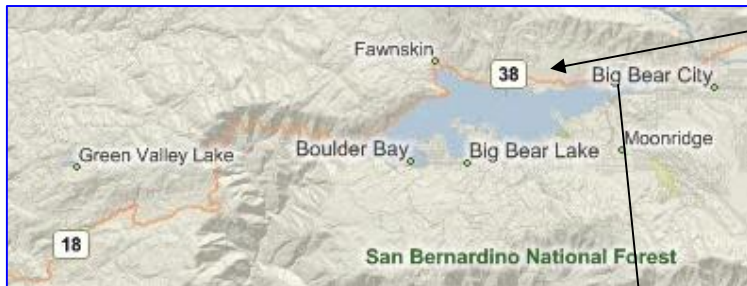 Fawnskin
38
Big Bear City
Green Valley Lake
Boulder Bay
Big Bear Lake
Moonridge
18
San Bernardino National Forest